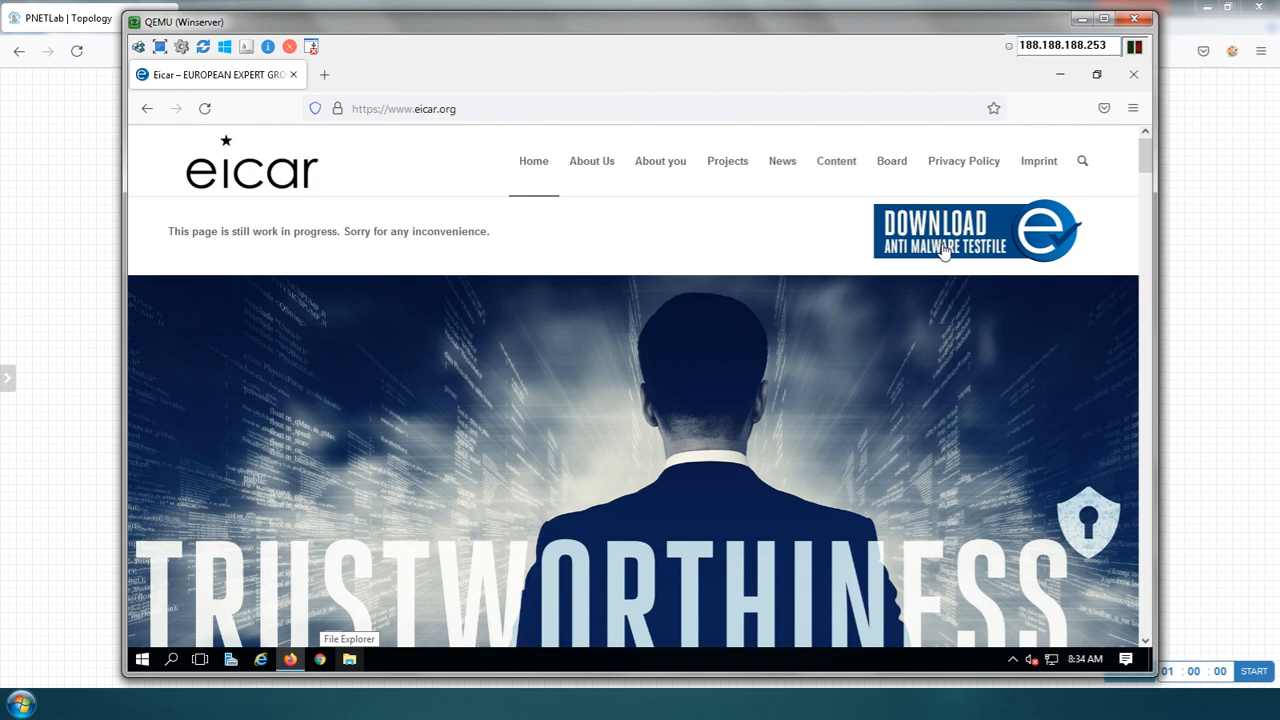 PNETLab | Topology
QEMU (Winserver)
188.188.188.253
Eicar – EUROPEAN EXPERT GRO
https://www.eicar.org
eicar
Home
About Us
About you
Projects
News
Content
Board
Privacy Policy
Imprint
This page is still work in progress. Sorry for any inconvenience.
DOWNLOAD
ANTI MALWARE TESTFILE
TRUSTWORTHINESS
File Explorer
8:34 AM
01 : 00 : 00
START